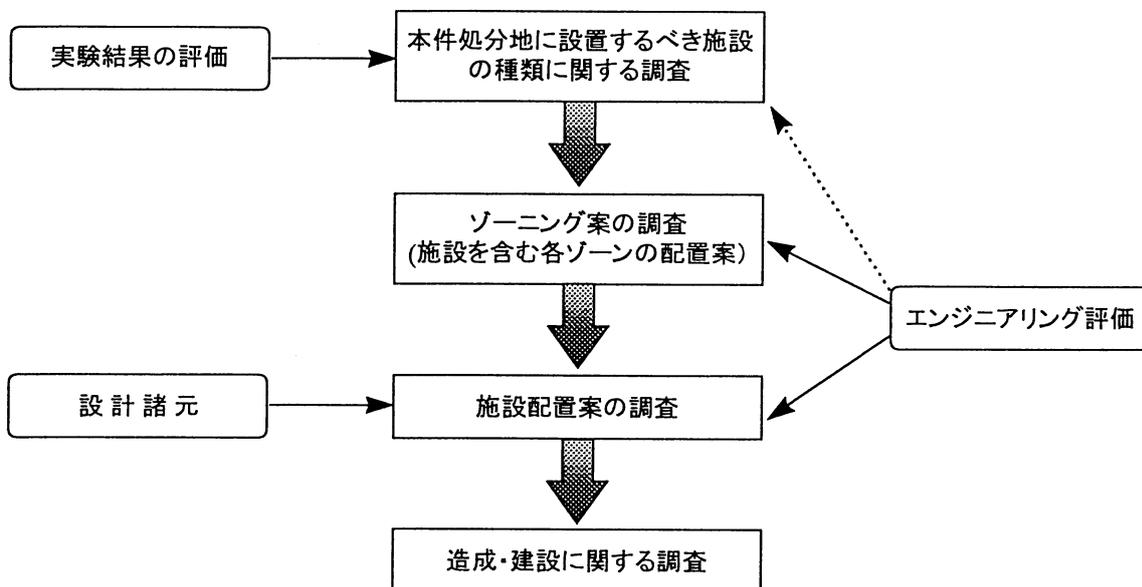 実験結果の評価
本件処分地に設置するべき施設
の種類に関する調査
ゾーニング案の調査
(施設を含む各ゾーンの配置案)
エンジニアリング評価
設計諸元
施設配置案の調査
造成・建設に関する調査